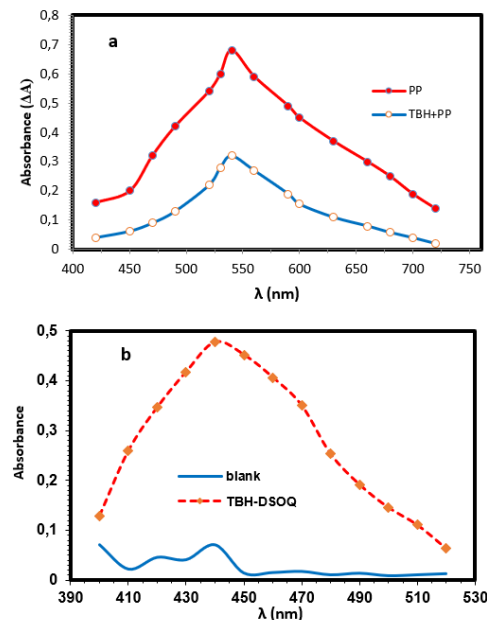 a
0,8
0,7
0,6
0,5
0,4
0,3
0,2
0,1
0
Absorbance (ΔA)
PP
TBH+PP
400 450 500 550 600 650 700 750
λ (nm)
b
0,5
0,4
0,3
0,2
0,1
0
Absorbance
blank
TBH-DSOQ
390 410 430 450 470 490 510 530
λ (nm)